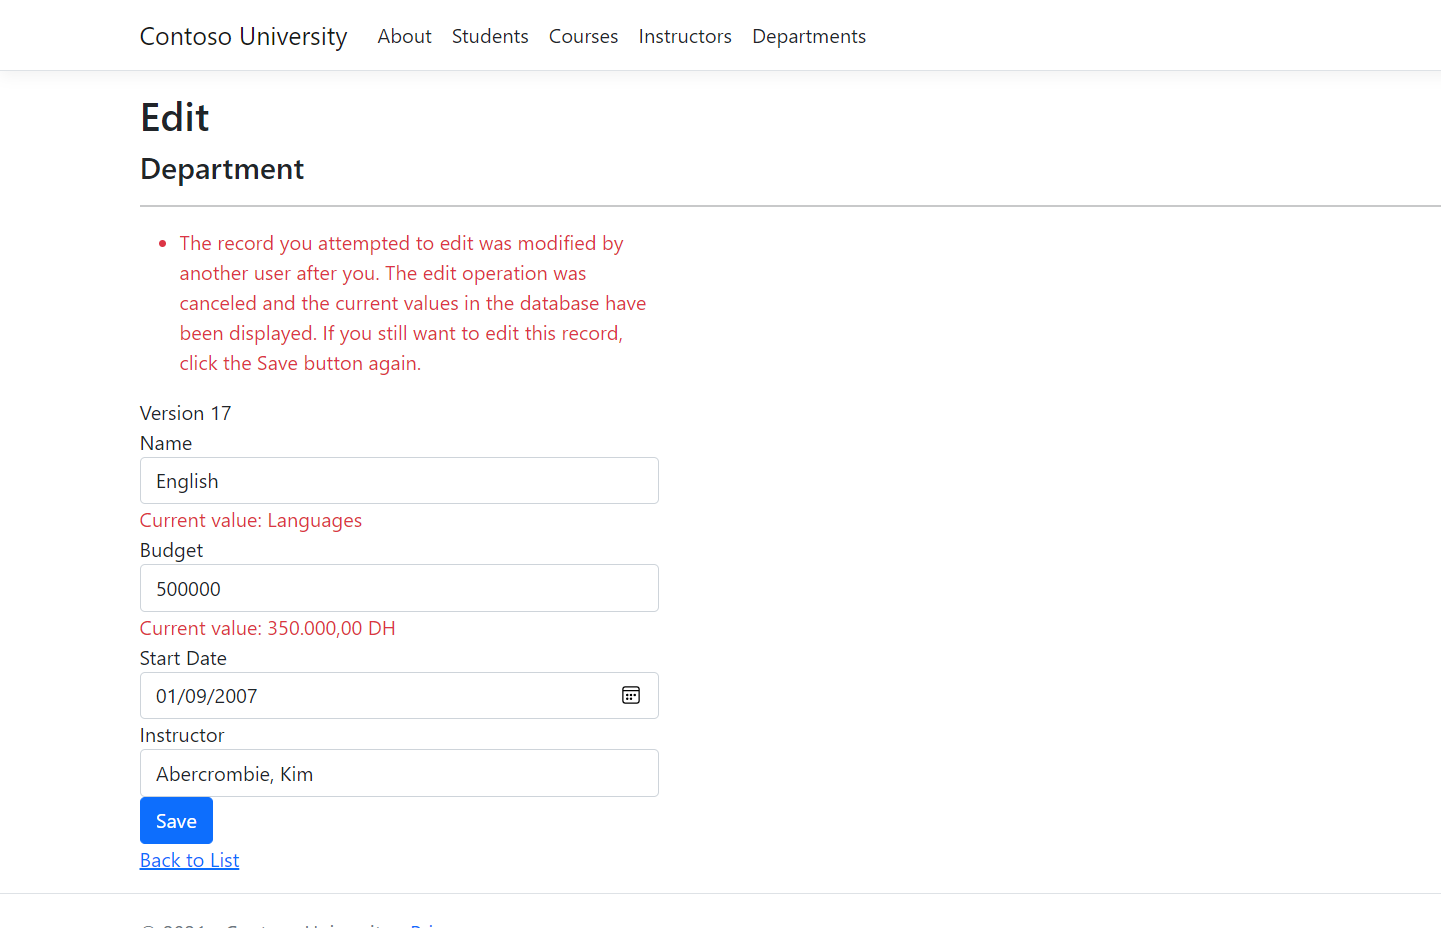 Contoso University About Students Courses Instructors Departments
Edit
Department
The record you attempted to edit was modified by
another user after you. The edit operation was
canceled and the current values in the database have
been displayed. If you still want to edit this record,
click the Save button again.
Version 17
Name
English
Current value: Languages
Budget
500000
Current value: 350.000,00 DH
Start Date
01/09/2007
Instructor
Abercrombie, Kim
Save
Back to List